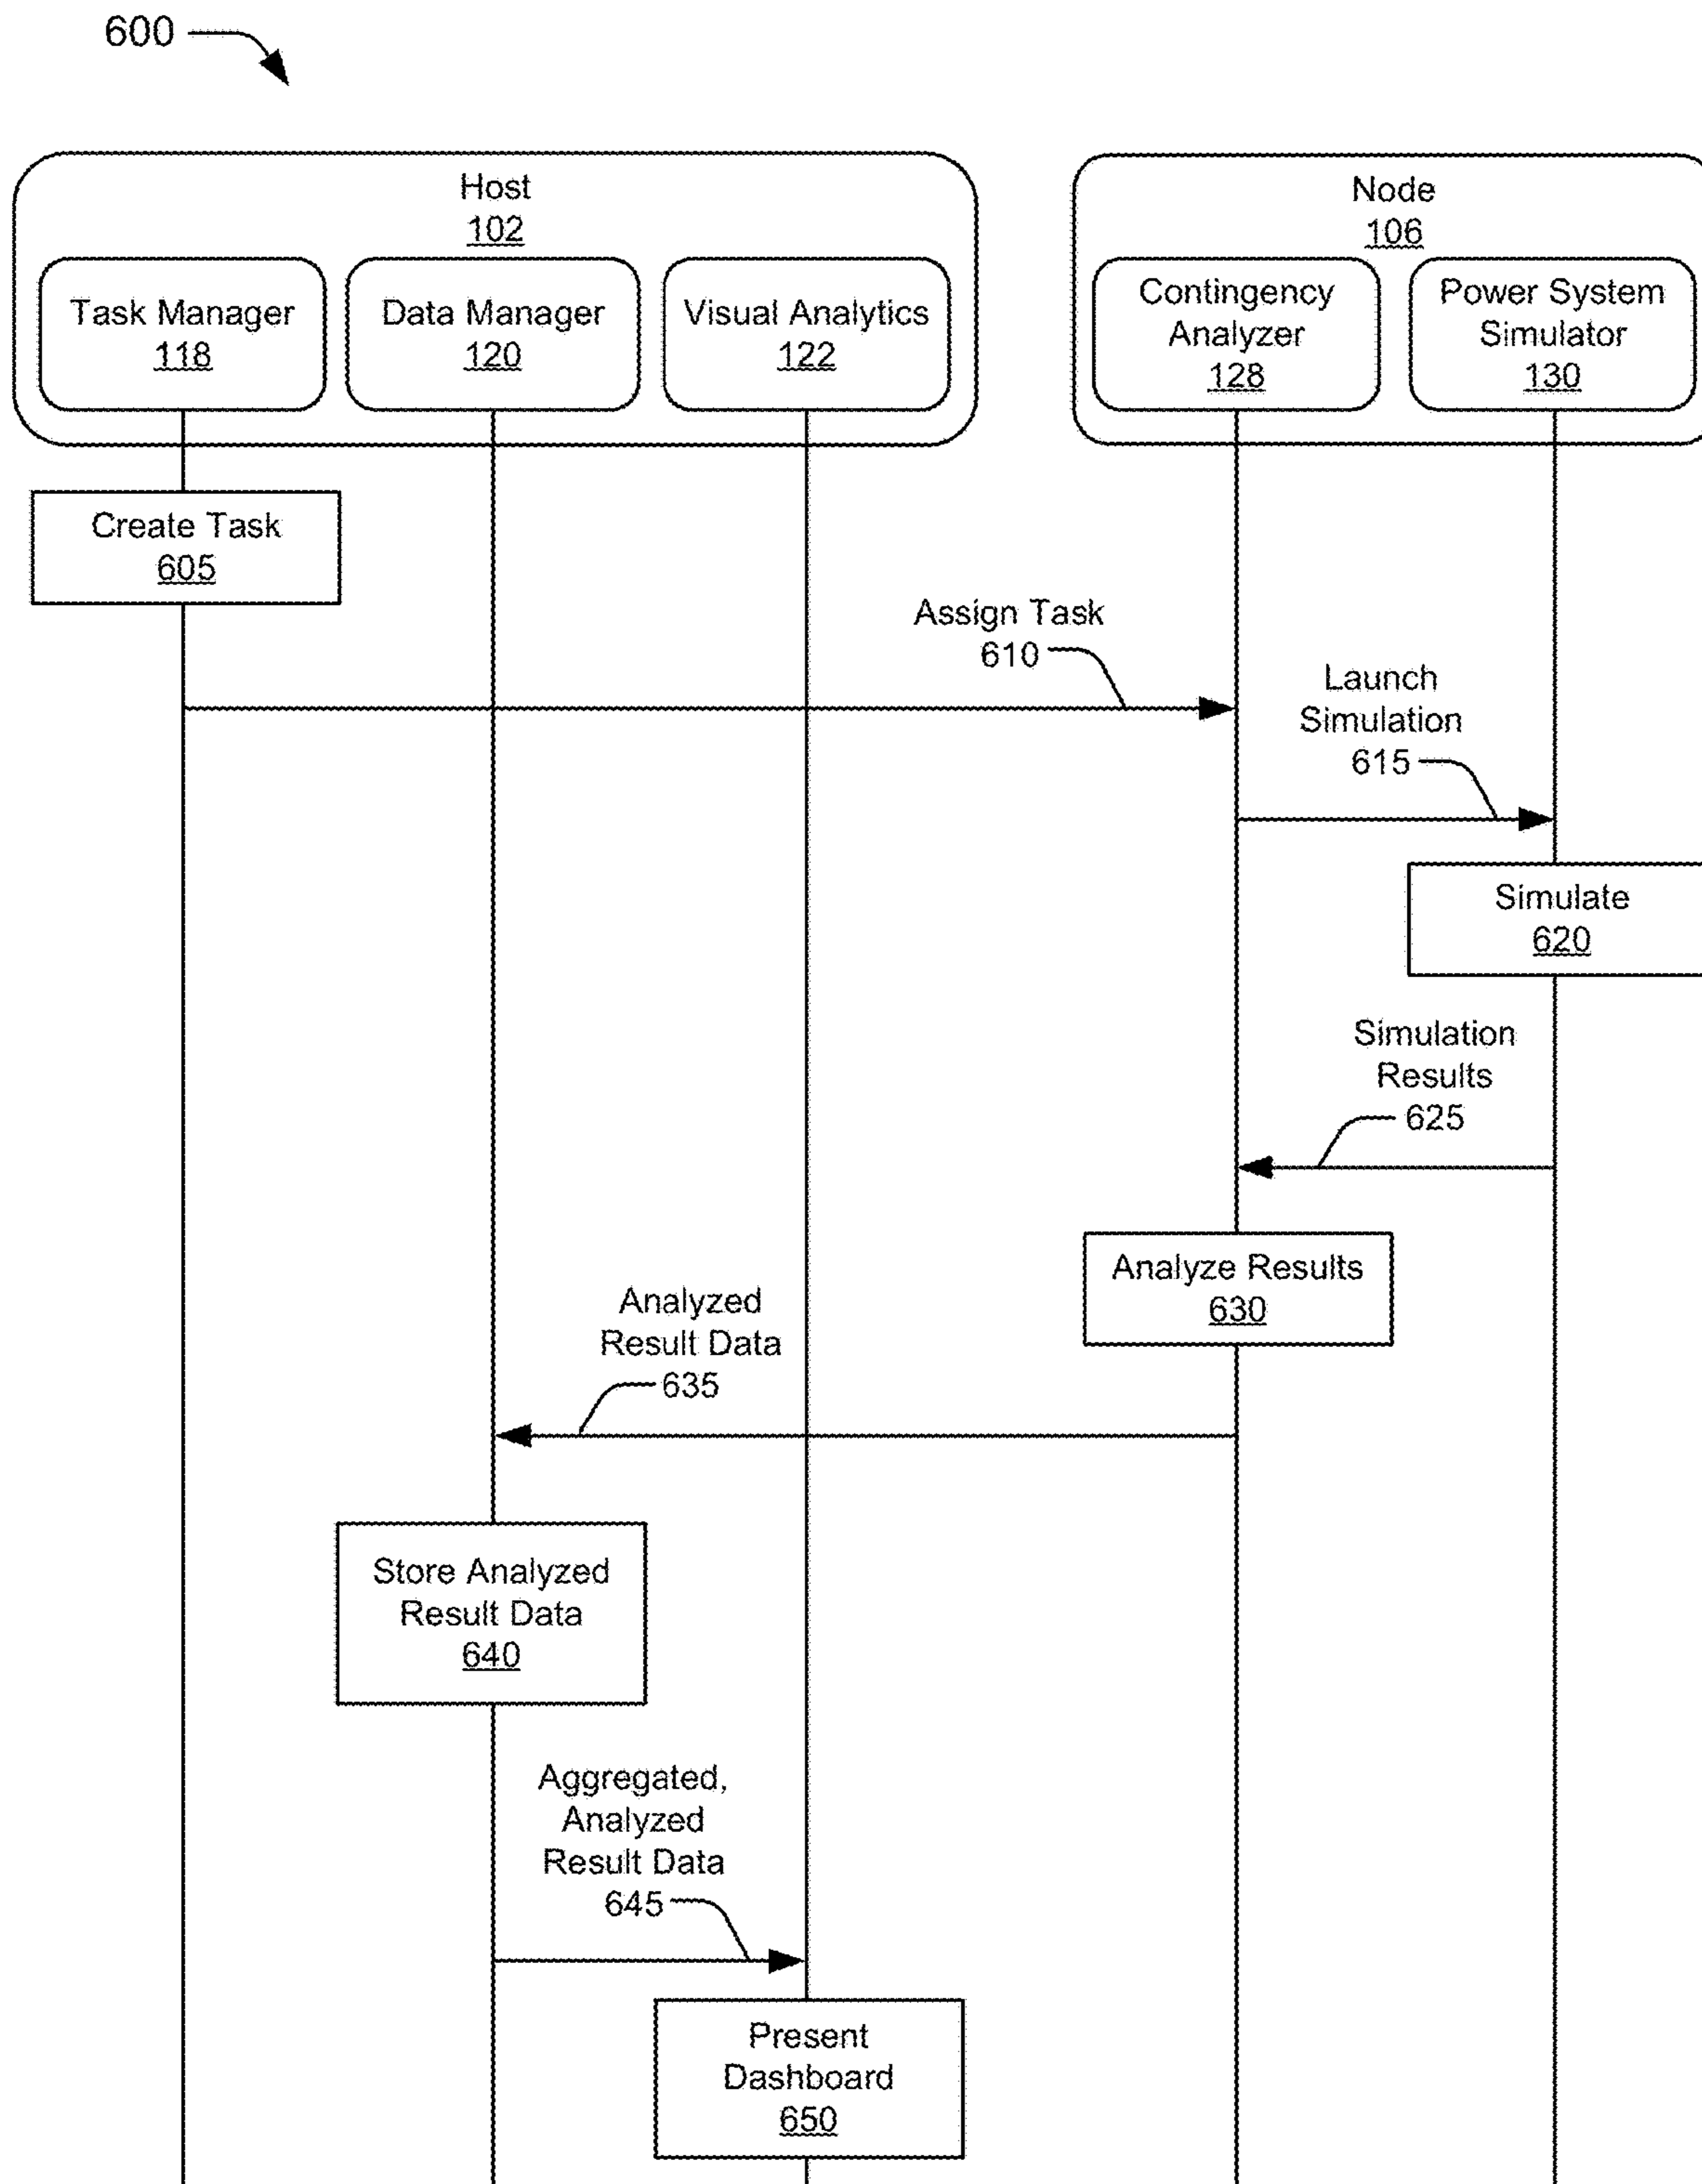 600
Host
102
Node
106
Task Manager
118
Data Manager
120
Visual Analytics
122
Contingency
Analyzer
128
Power System
Simulator
130
Create Task
605
Assign Task
610
Launch
Simulation
615
Simulate
620
Simulation
Results
625
Analyze Results
630
Analyzed
Result Data
635
Store Analyzed
Result Data
640
Aggregated,
Analyzed
Result Data
645
Present
Dashboard
650